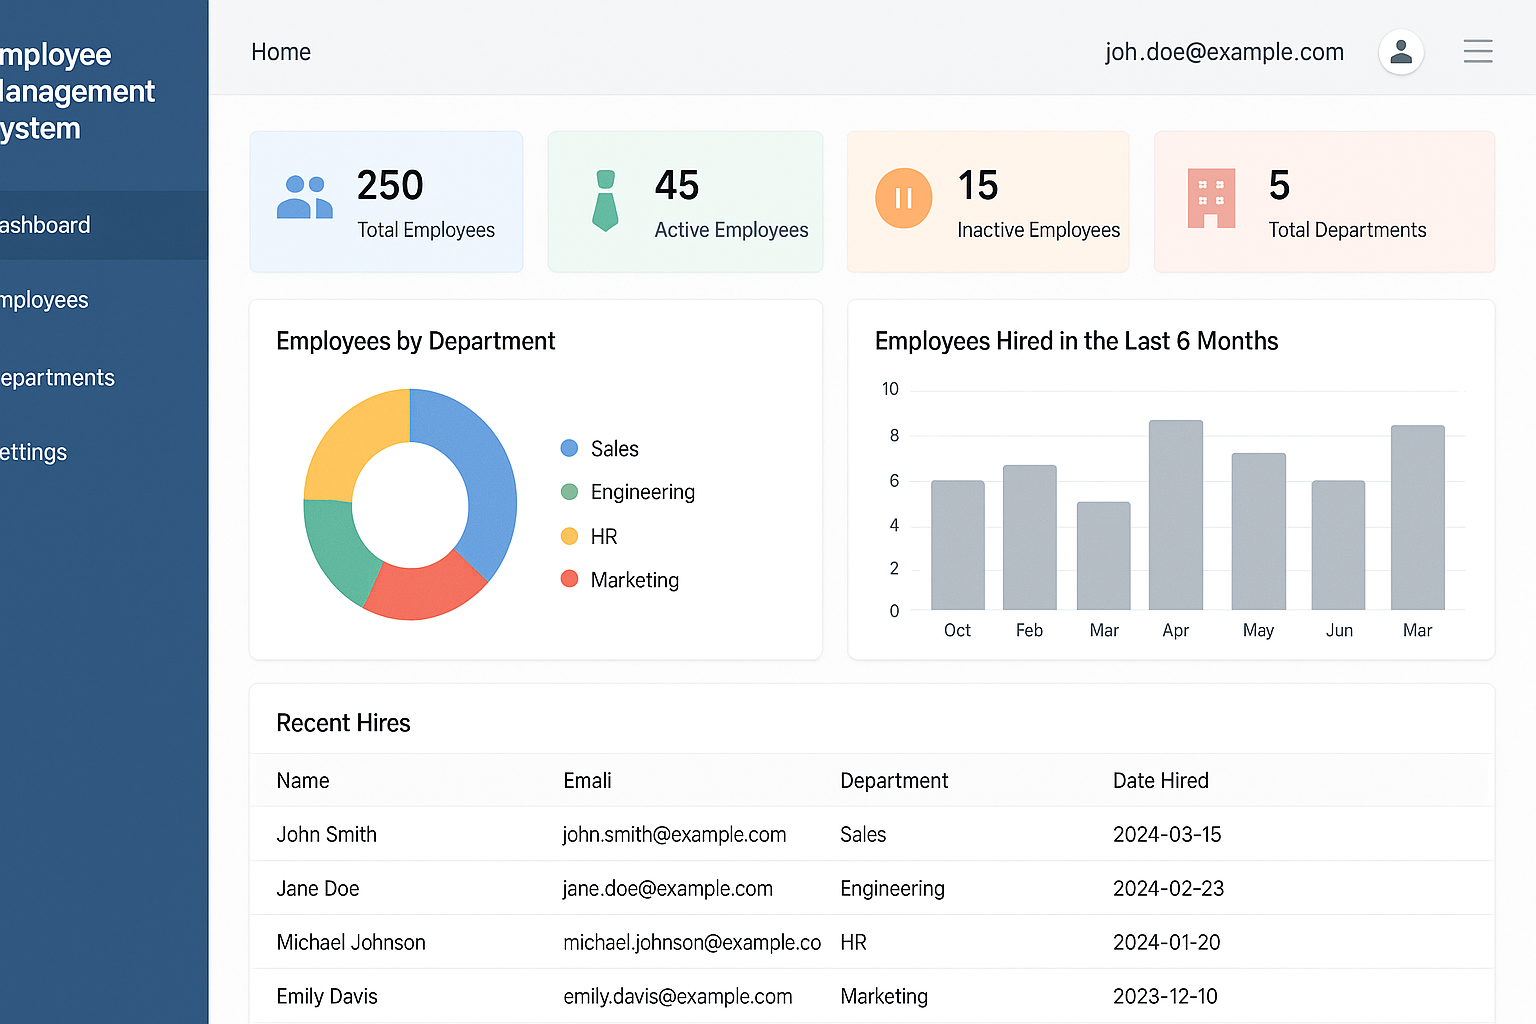 mployee
lanagement
ystem
ashboard
mployees
epartments
ettings
Home
joh.doe@example.com
250
Total Employees
45
Active Employees
15
Inactive Employees
5
Total Departments
Employees by Department
Sales
Engineering
HR
Marketing
Employees Hired in the Last 6 Months
10
8
6
4
2
0
Oct Feb Mar Apr May Jun Mar
Recent Hires
Name Emali Department Date Hired
John Smith john.smith@example.com Sales 2024-03-15
Jane Doe jane.doe@example.com Engineering 2024-02-23
Michael Johnson michael.johnson@example.co HR 2024-01-20
Emily Davis emily.davis@example.com Marketing 2023-12-10